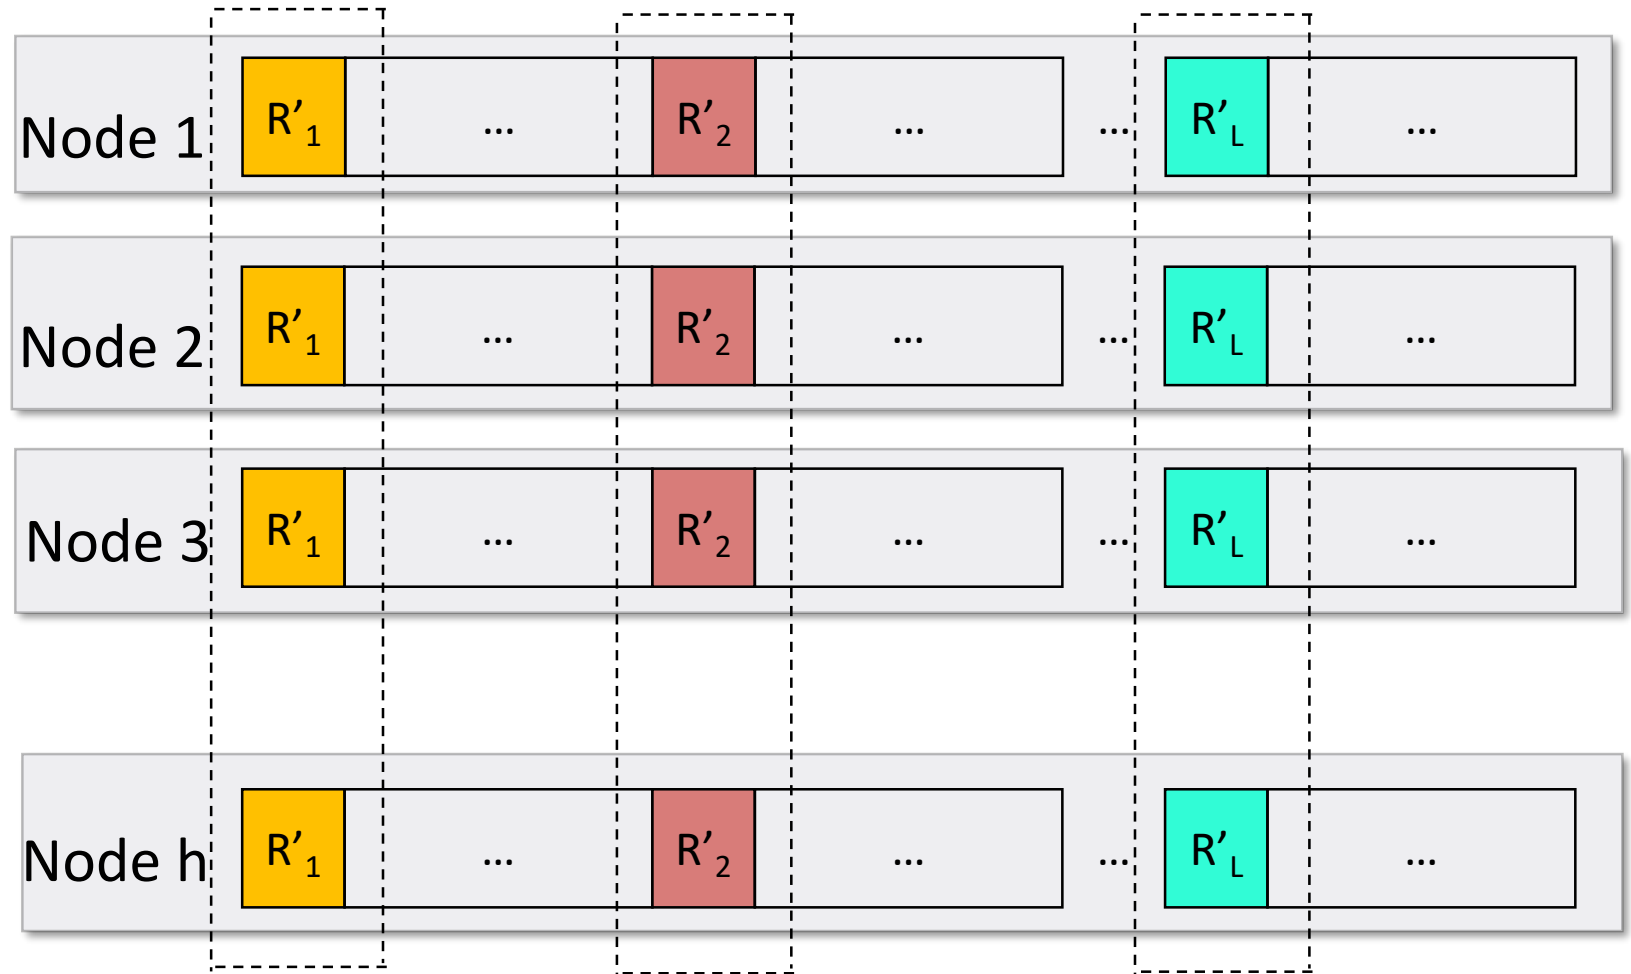 Node 1 R’1 ... R’2 ... ... R’L ...
Node 2 R’1 ... R’2 ... ... R’L ...
Node 3 R’1 ... R’2 ... ... R’L ...
Node h R’1 ... R’2 ... ... R’L ...